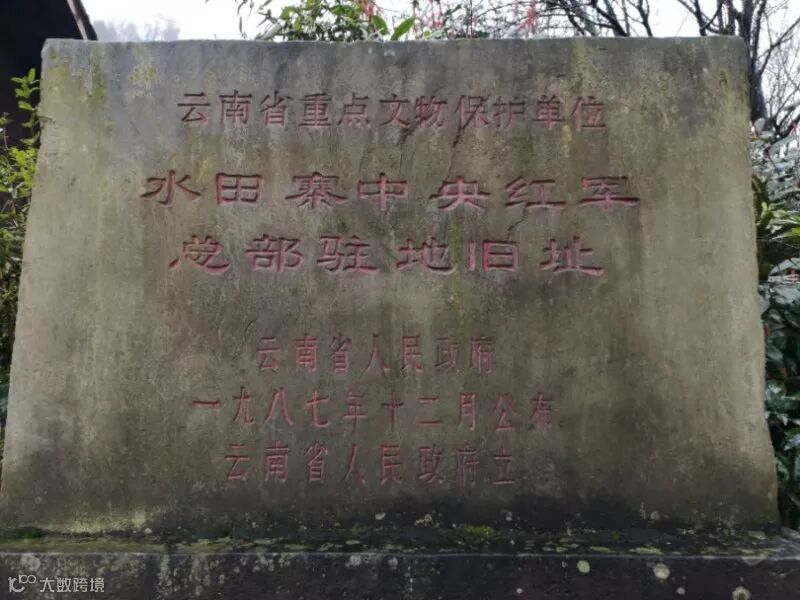 云南省重点文物保护单位
水田寨中央红军
总部驻地旧址
云南省人民政府
一九八七年十二月公布
云南省人民政府立
大数跨境